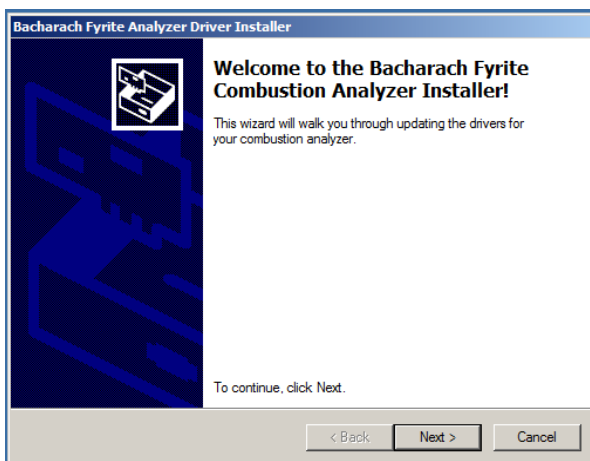 Bacharach Fyrite Analyzer Driver Installer
Welcome to the Bacharach Fyrite
Combustion Analyzer Installer!
This wizard will walk you through updating the drivers for
your combustion analyzer.
To continue, click Next.
< Back
Next >
Cancel